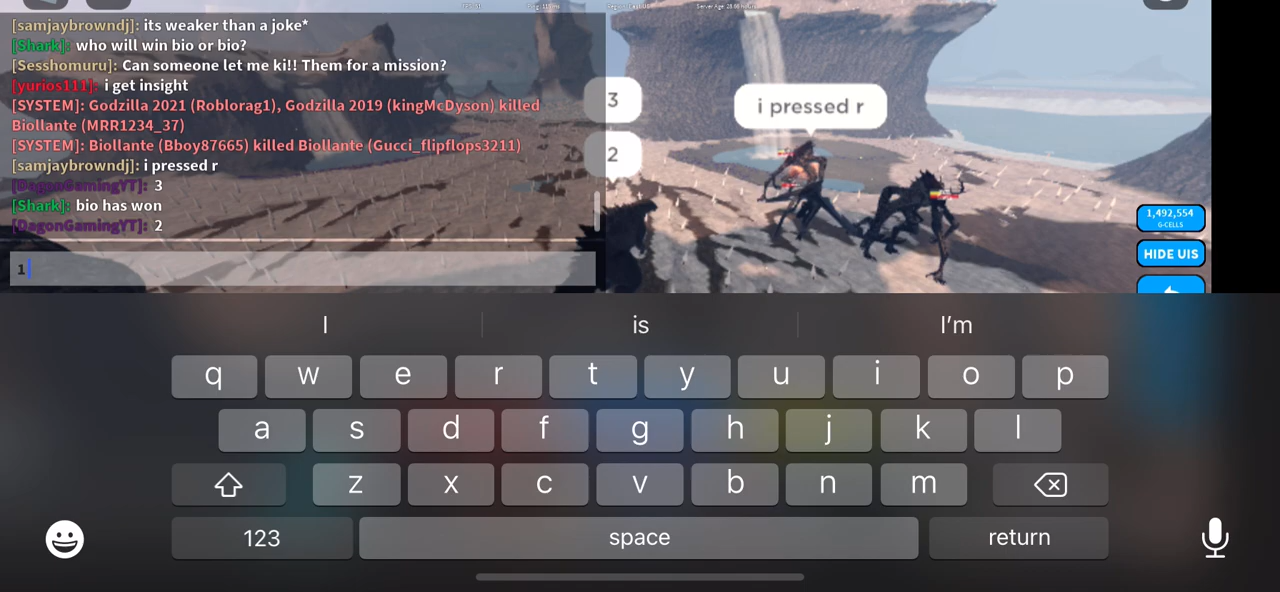 [samjaybrowndj]: its weaker than a joke*
[Shark]: who will win bio or bio?
[Sesshomuru]: Can someone let me ki!! Them for a mission?
[yurios111]: i get insight
[SYSTEM]: Godzilla 2021 (Roblorag1), Godzilla 2019 (kingMcDyson) killed
Biollante (MRR1234_37)
[SYSTEM]: Biollante (Bboy87665) killed Biollante (Gucci_flipflops3211)
[samjaybrowndj]: i pressed r
[DagonGamingYT]: 3
[Shark]: bio has won
[DagonGamingYT]: 2
1
3
2
i pressed r
1,492,554
G-CELLS
HIDE UIS
I
is
I'm
q w e r t y u i o p
a s d f g h j k l
z x c v b n m
123
space
return